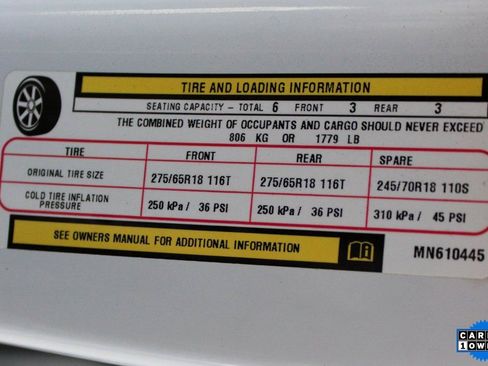 TIRE AND LOADING INFORMATION
SEATING CAPACITY – TOTAL 6 FRONT 3 REAR 3
THE COMBINED WEIGHT OF OCCUPANTS AND CARGO SHOULD NEVER EXCEED
806 KG OR 1779 LB
TIRE FRONT REAR SPARE
ORIGINAL TIRE SIZE 275/65R18 116T 275/65R18 116T 245/70R18 110S
COLD TIRE INFLATION
PRESSURE 250 kPa / 36 PSI 250 kPa / 36 PSI 310 kPa / 45 PSI
SEE OWNERS MANUAL FOR ADDITIONAL INFORMATION MN610445
1